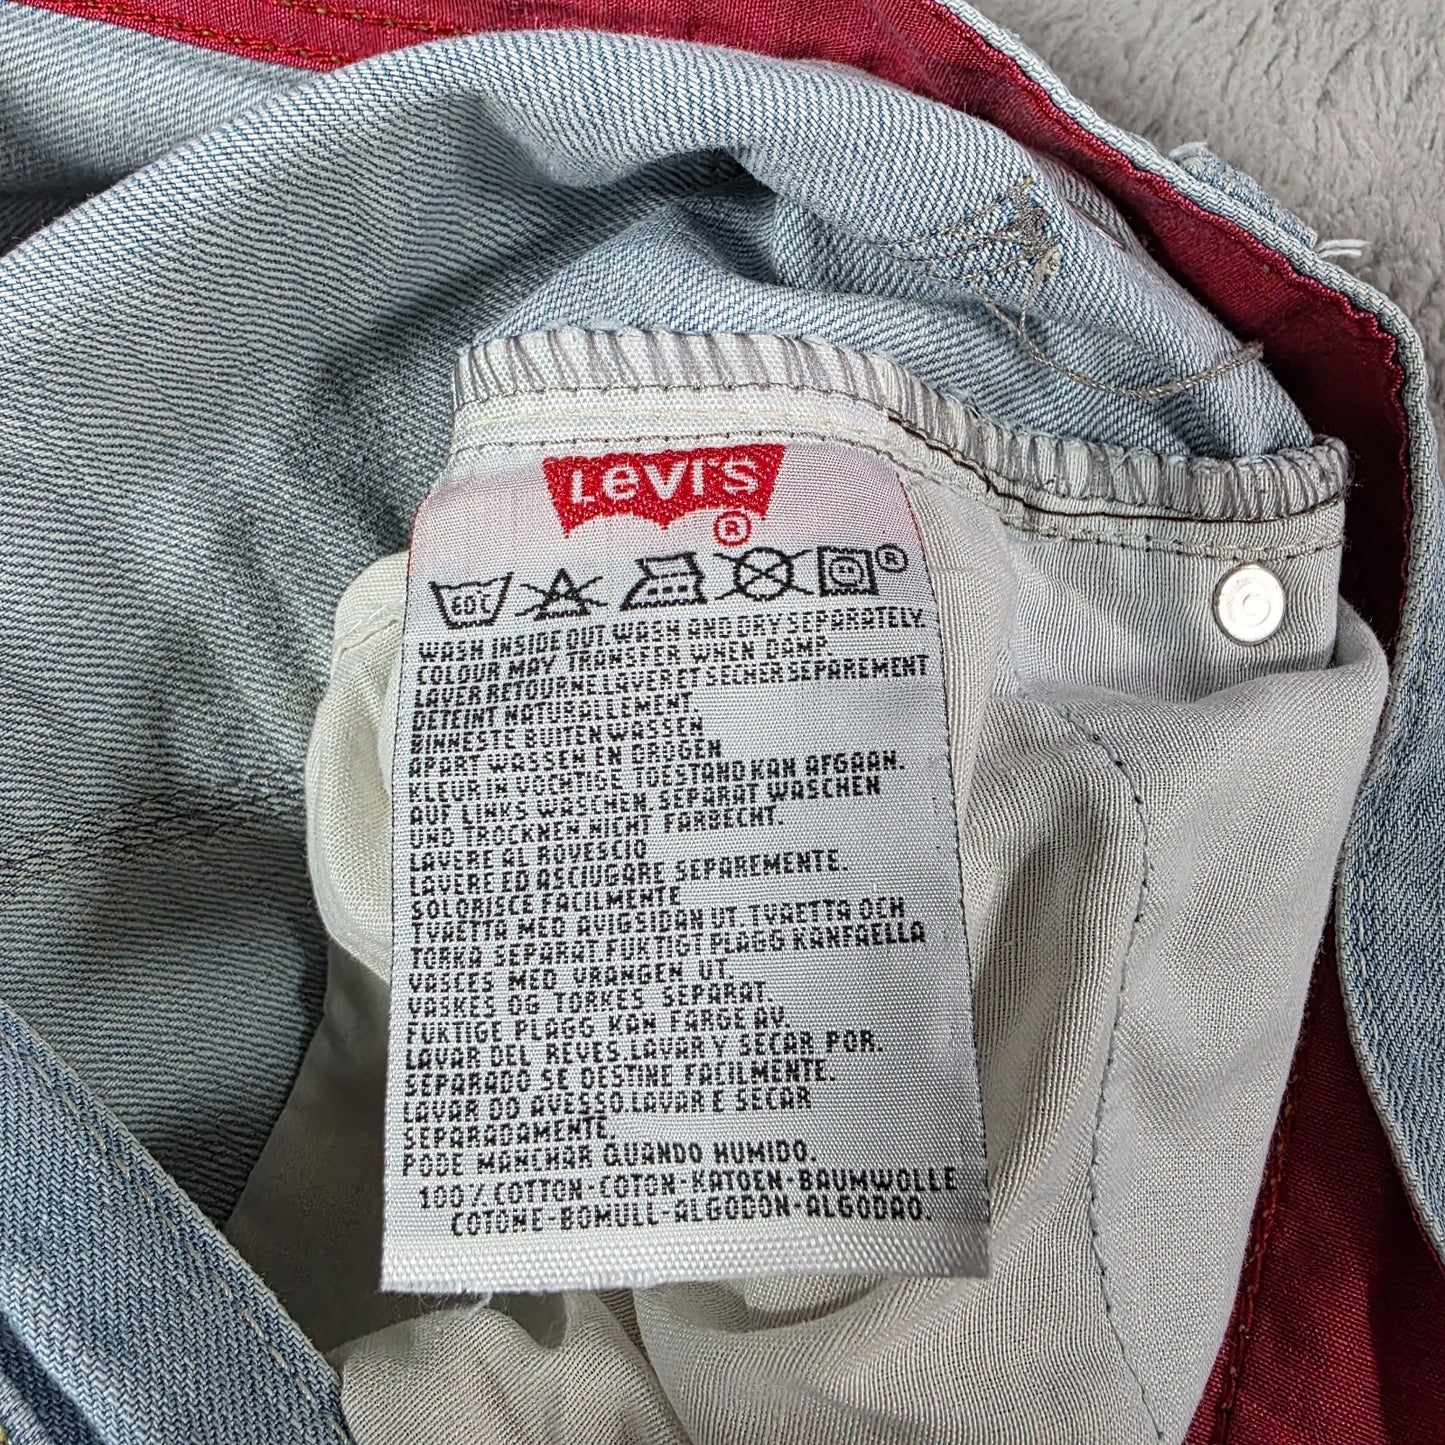 LEVI'S
®
60C ®
WASH INSIDE OUT. WASH AND DRY SEPARATELY.
COLOUR MAY TRANSFER WHEN DAMP.
LAVER RETOURNE.LAVER ET SECHER SEPAREMENT
DETEINT NATURALLEMENT.
BINNESTE BUITEN WASSEN
APART WASSEN EN DROGEN
KLEUR IN VOCHTIGE TOESTAND KAN AFGAAN.
AUF LINKS WASCHEN, SEPARAT WASCHEN
UND TROCKNEN.NICHT FARBECHT.
LAVERE AL ROVESCIO
LAVERE ED ASCIUGARE SEPAREMENTE.
SOLORISCE FACILMENTE
TVAETTA MED AVIGSIDAN UT. TVAETTA OCH
TORKA SEPARAT. FUKTIGT PLAGG KANFAELLA
VASCES MED VRANGEN UT.
VASKES OG TORKES SEPARAT.
FUKTIGE PLAGG KAN FARGE AV.
LAVAR DEL REVES.LAVAR Y SECAR POR.
SEPARADO SE DESTINE FACILMENTE.
LAVAR DO AVESSO.LAVAR E SECAR
SEPARADAMENTE.
PODE MANCHAR QUANDO HUMIDO.
100% COTTON-COTON-KATOEN-BAUMWOLLE
COTONE-BOMULL-ALGODON-ALGODAO.